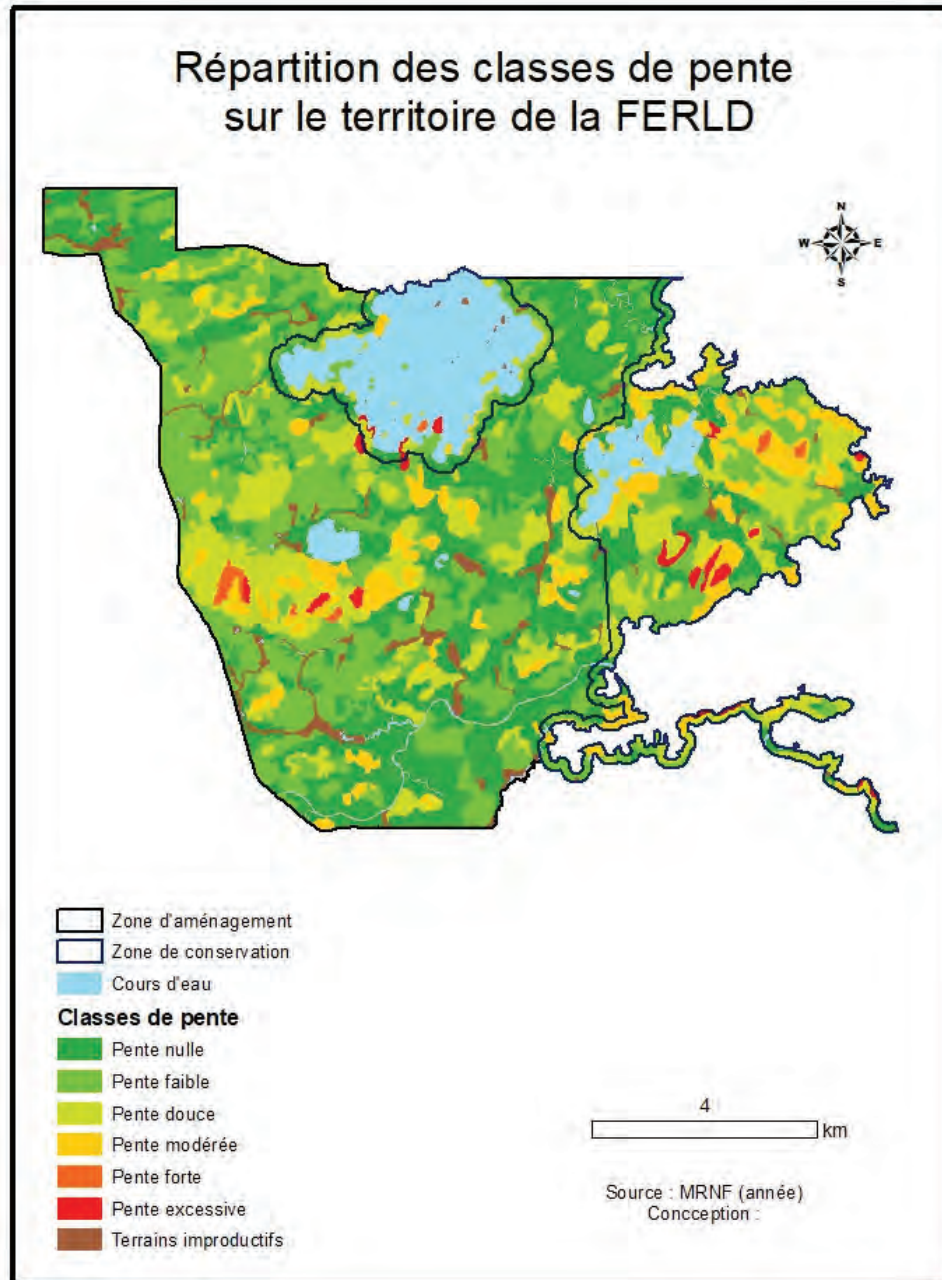 Répartition des classes de pente
sur le territoire de la FERLD
N
W E
S
Zone d'aménagement
Zone de conservation
Cours d'eau
Classes de pente
Pente nulle
Pente faible
Pente douce
Pente modérée
Pente forte
Pente excessive
Terrains improductifs
4
km
Source : MRNF (année)
Concception :